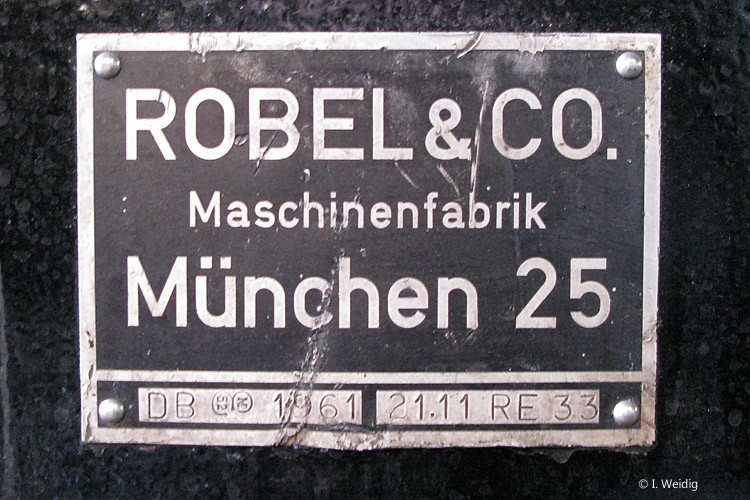 ROBEL & CO.
Maschinenfabrik
München 25
DB 1961 21.11 RE 33
© I. Weidig